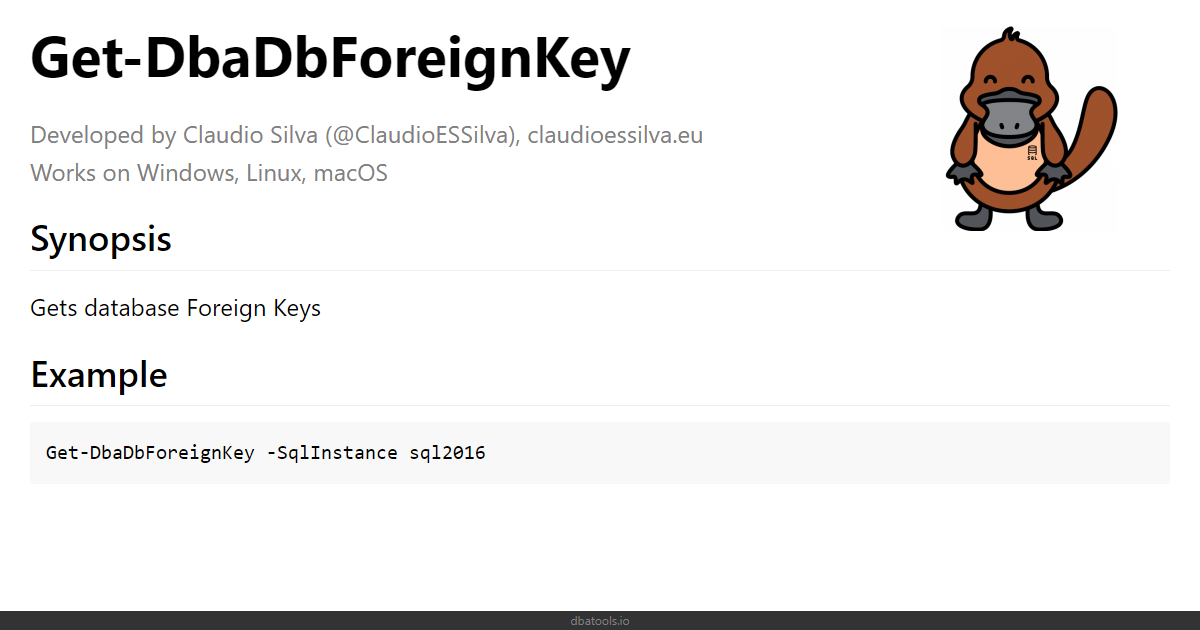 Get-DbaDbForeignKey
Developed by Claudio Silva (@ClaudioESSilva), claudioessilva.eu
Works on Windows, Linux, macOS
SQL
Synopsis
Gets database Foreign Keys
Example
Get-DbaDbForeignKey -SqlInstance sql2016
dbatools.io